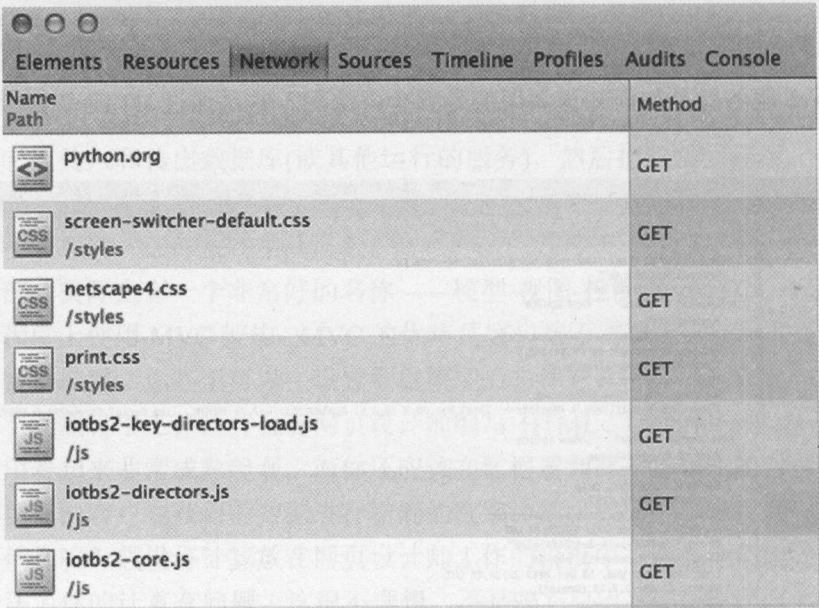 Elements Resources Network Sources Timeline Profiles Audits Console
Name
Path
Method
<>
python.org
GET
CSS
screen-switcher-default.css
/styles
GET
CSS
netscape4.css
/styles
GET
CSS
print.css
/styles
GET
JS
iotbs2-key-directors-load.js
/js
GET
JS
iotbs2-directors.js
/js
GET
JS
iotbs2-core.js
/js
GET